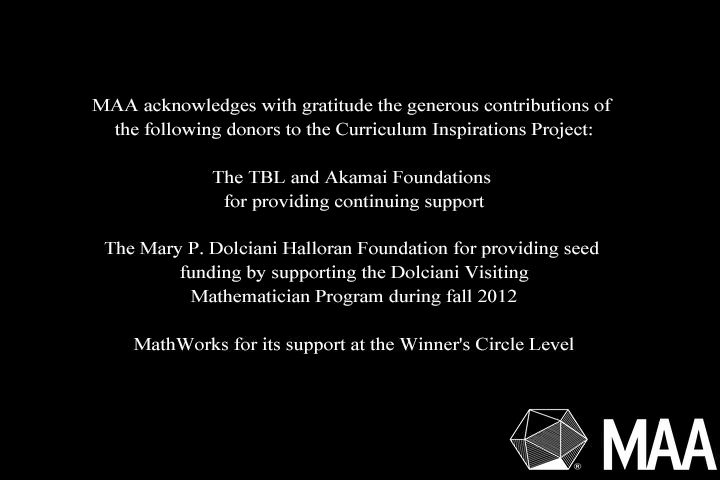 MAA acknowledges with gratitude the generous contributions of
the following donors to the Curriculum Inspirations Project:
The TBL and Akamai Foundations
for providing continuing support
The Mary P. Dolciani Halloran Foundation for providing seed
funding by supporting the Dolciani Visiting
Mathematician Program during fall 2012
MathWorks for its support at the Winner's Circle Level
® MAA